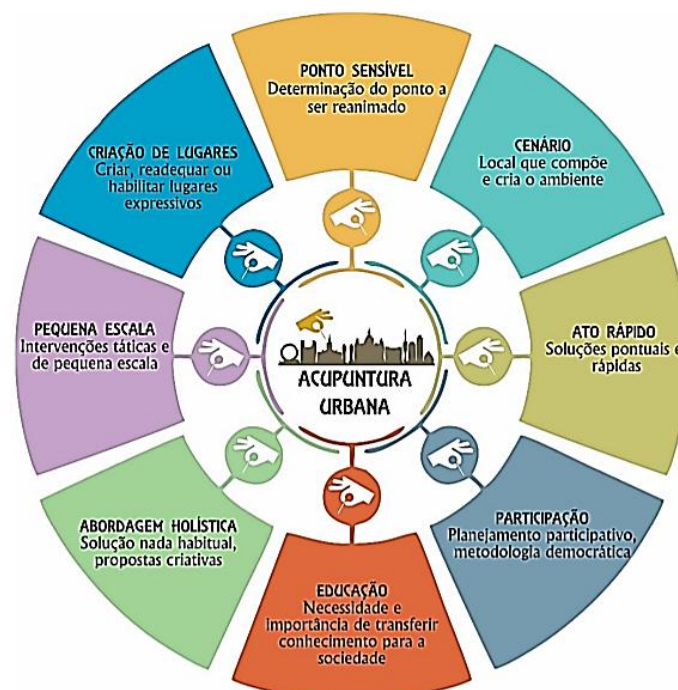 PONTO SENSÍVEL
Determinação do ponto a
ser reanimado
CENÁRIO
Local que compõe
e cria o ambiente
ATO RÁPIDO
Soluções pontuais e
rápidas
PARTICIPAÇÃO
Planejamento participativo,
metodologia democrática
EDUCAÇÃO
Necessidade e
importância de transferir
conhecimento para a
sociedade
ABORDAGEM HOLÍSTICA
Solução nada habitual,
propostas criativas
PEQUENA ESCALA
Intervenções táticas e
de pequena escala
CRIAÇÃO DE LUGARES
Criar, readequar ou
habilitar lugares
expressivos
ACUPUNTURA
URBANA